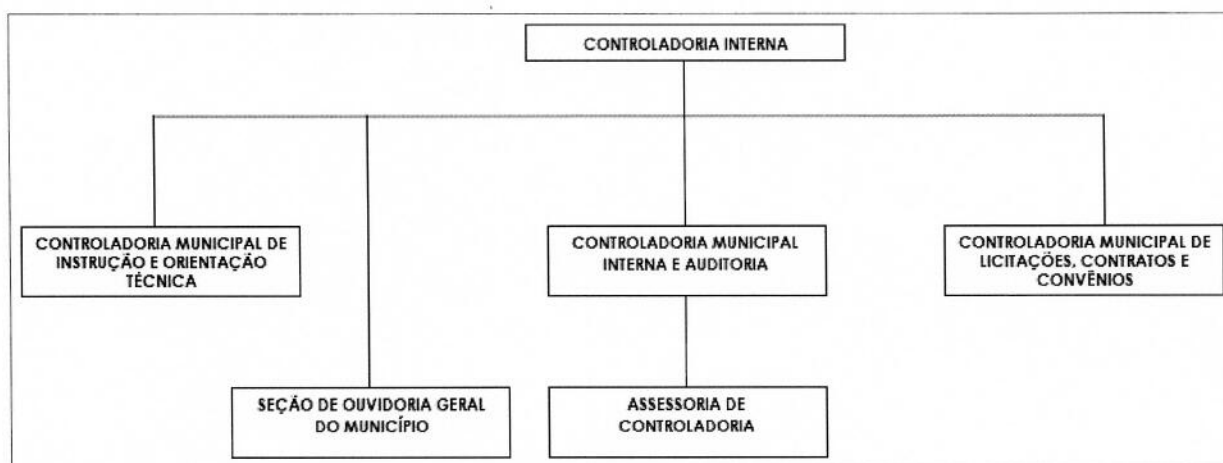 CONTROLADORIA INTERNA
CONTROLADORIA MUNICIPAL DE
INSTRUÇÃO E ORIENTAÇÃO
TÉCNICA
CONTROLADORIA MUNICIPAL
INTERNA E AUDITORIA
CONTROLADORIA MUNICIPAL DE
LICITAÇÕES, CONTRATOS E
CONVÊNIOS
SEÇÃO DE OUVIDORIA GERAL
DO MUNICÍPIO
ASSESSORIA DE
CONTROLADORIA